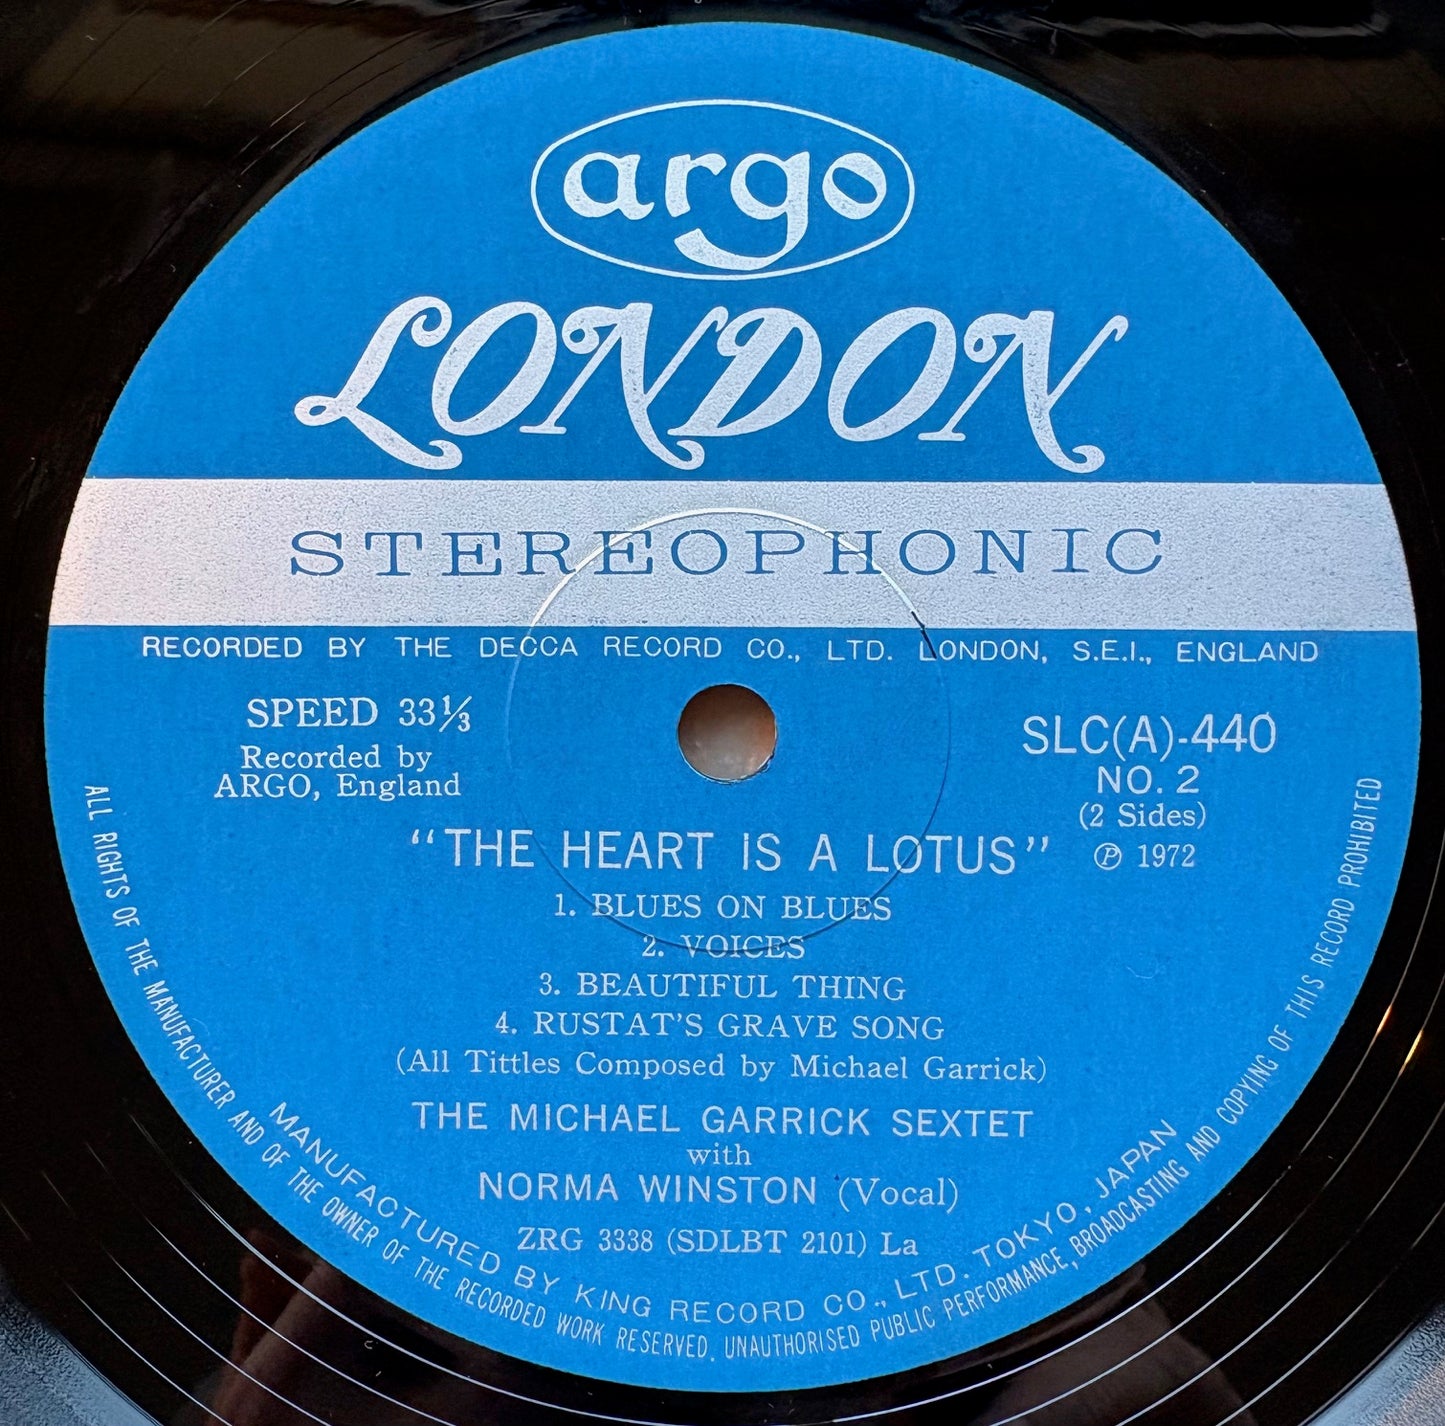 argo
LONDON
STEREOPHONIC
RECORDED BY THE DECCA RECORD CO., LTD. LONDON, S.E.I., ENGLAND
SPEED 33⅓
Recorded by
ARGO, England
SLC(A)-440
NO. 2
(2 Sides)
℗ 1972
"THE HEART IS A LOTUS"
1. BLUES ON BLUES
2. VOICES
3. BEAUTIFUL THING
4. RUSTAT'S GRAVE SONG
(All Tittles Composed by Michael Garrick)
THE MICHAEL GARRICK SEXTET
with
NORMA WINSTON (Vocal)
ZRG 3338 (SDLBT 2101) La
MANUFACTURED BY KING RECORD CO., LTD. TOKYO, JAPAN
ALL RIGHTS OF THE MANUFACTURER AND OF THE OWNER OF THE RECORDED WORK RESERVED. UNAUTHORISED PUBLIC PERFORMANCE, BROADCASTING AND COPYING OF THIS RECORD PROHIBITED